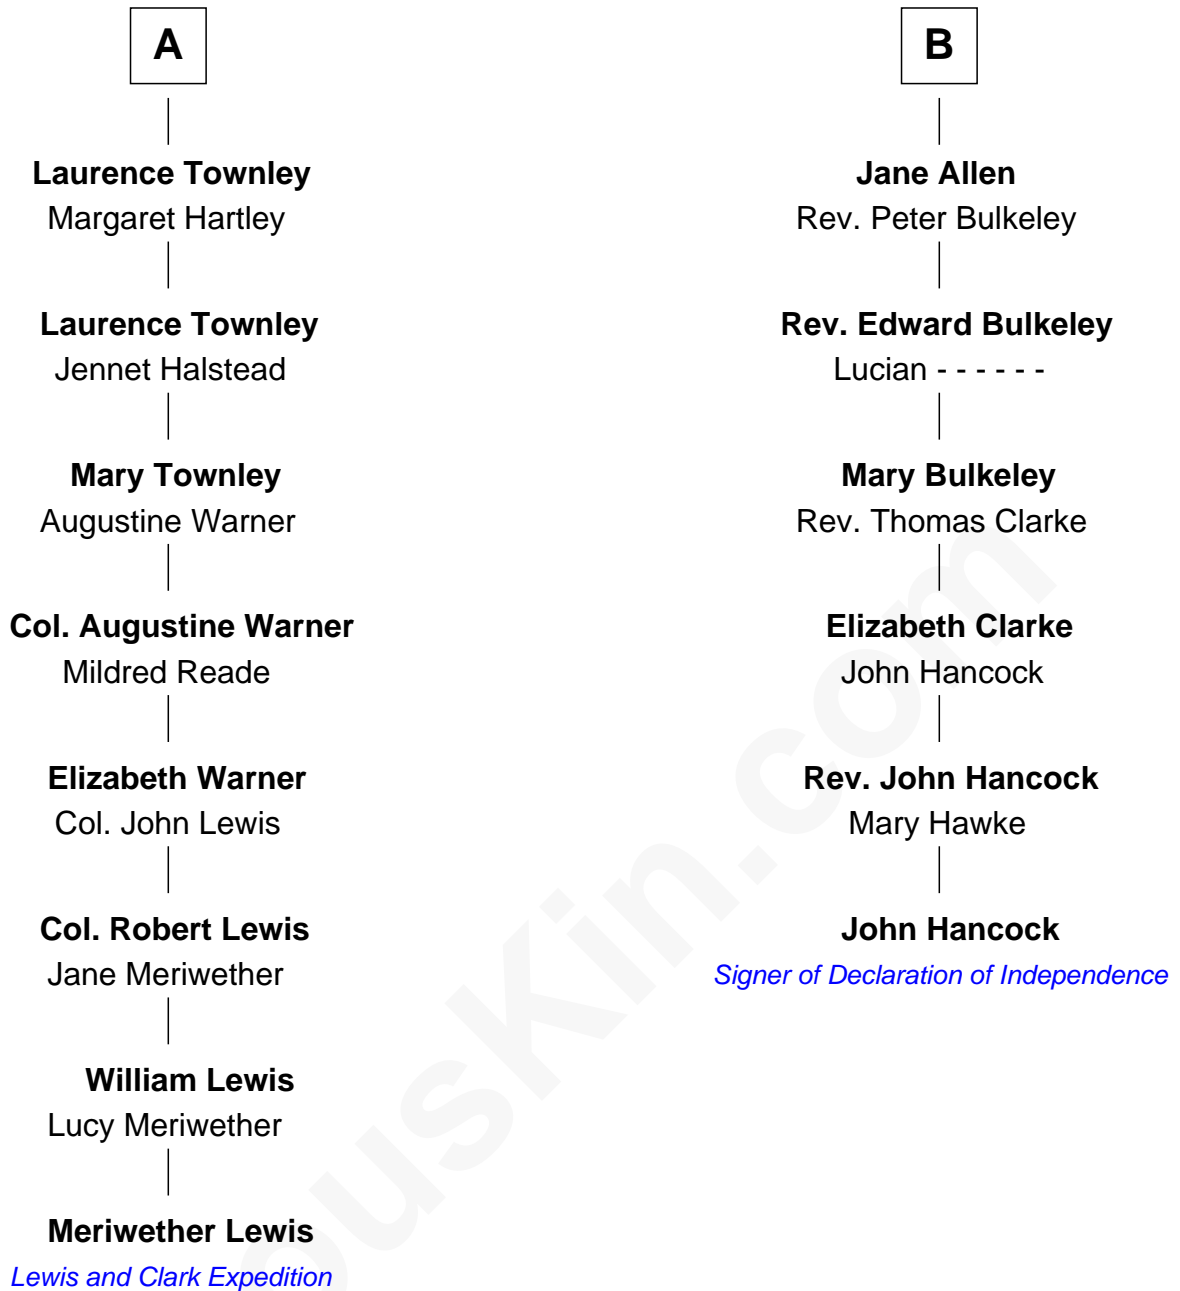 A
Laurence Townley
Margaret Hartley
Laurence Townley
Jennet Halstead
Mary Townley
Augustine Warner
Col. Augustine Warner
Mildred Reade
Elizabeth Warner
Col. John Lewis
Col. Robert Lewis
Jane Meriwether
William Lewis
Lucy Meriwether
Meriwether Lewis
Lewis and Clark Expedition
B
Jane Allen
Rev. Peter Bulkeley
Rev. Edward Bulkeley
Lucian - - - - - -
Mary Bulkeley
Rev. Thomas Clarke
Elizabeth Clarke
John Hancock
Rev. John Hancock
Mary Hawke
John Hancock
Signer of Declaration of Independence
ousKin.com